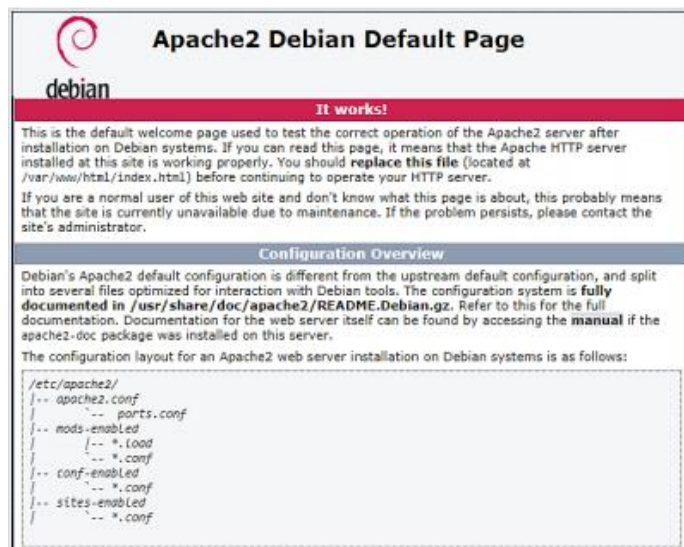 debian
Apache2 Debian Default Page
It works!
This is the default welcome page used to test the correct operation of the Apache2 server after
installation on Debian systems. If you can read this page, it means that the Apache HTTP server
installed at this site is working properly. You should replace this file (located at
/var/www/html/index.html) before continuing to operate your HTTP server.
If you are a normal user of this web site and don't know what this page is about, this probably means
that the site is currently unavailable due to maintenance. If the problem persists, please contact the
site's administrator.
Configuration Overview
Debian's Apache2 default configuration is different from the upstream default configuration, and split
into several files optimized for interaction with Debian tools. The configuration system is fully
documented in /usr/share/doc/apache2/README.Debian.gz. Refer to this for the full
documentation. Documentation for the web server itself can be found by accessing the manual if the
apache2-doc package was installed on this server.
The configuration layout for an Apache2 web server installation on Debian systems is as follows:
/etc/apache2/
|-- apache2.conf
|       `--  ports.conf
|-- mods-enabled
|       |-- *.load
|       `-- *.conf
|-- conf-enabled
|       `-- *.conf
|-- sites-enabled
|       `-- *.conf